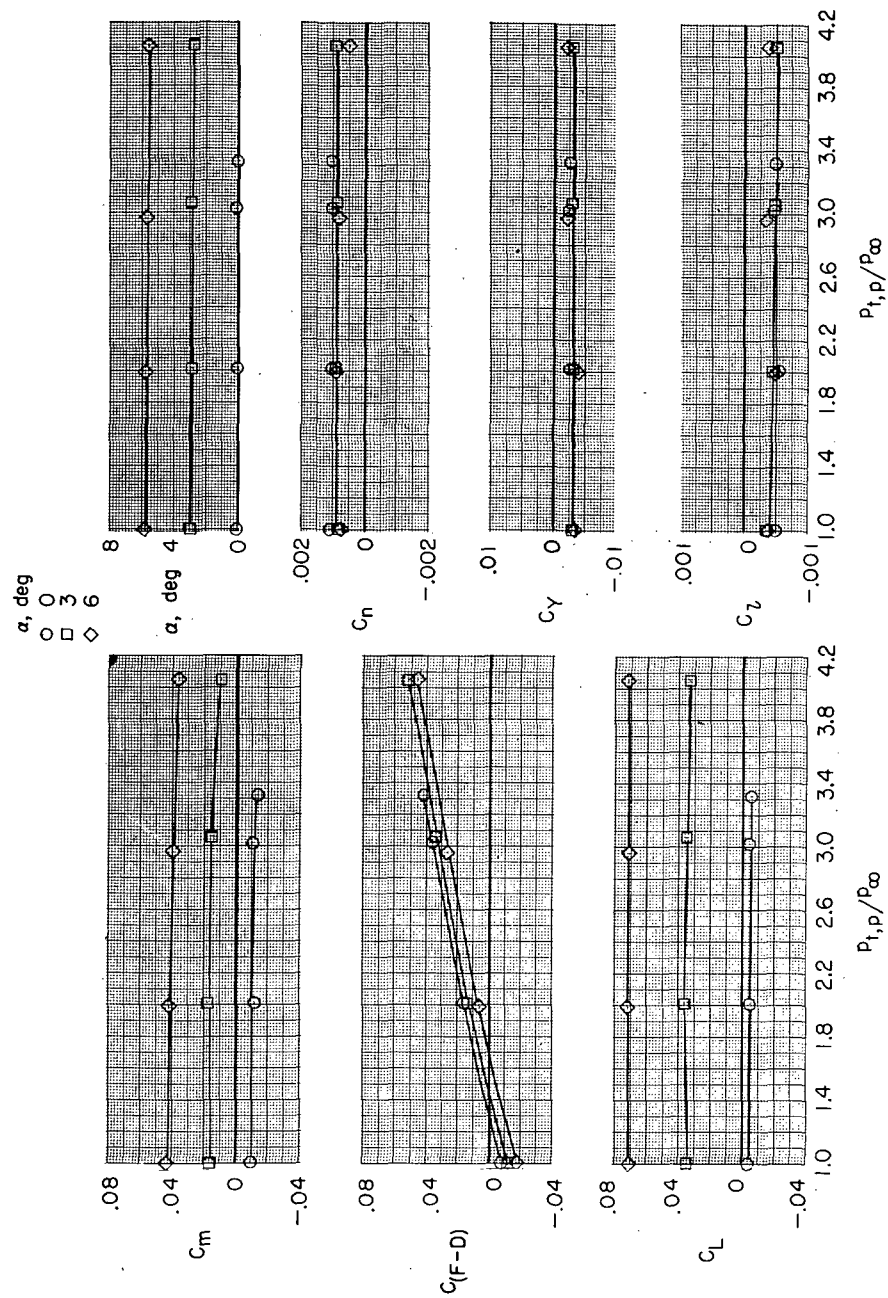 α, deg
○ 0
□ 3
◇ 6
.08
.04
0
-.04
Cm
.08
.04
0
-.04
C(F-D)
.08
.04
0
-.04
CL
1.0 1.4 1.8 2.2 2.6 3.0 3.4 3.8 4.2
pt,p/p∞
8
4
0
α, deg
.002
0
-.002
Cn
.01
0
-.01
CY
.001
0
-.001
Cl
1.0 1.4 1.8 2.2 2.6 3.0 3.4 3.8 4.2
pt,p/p∞